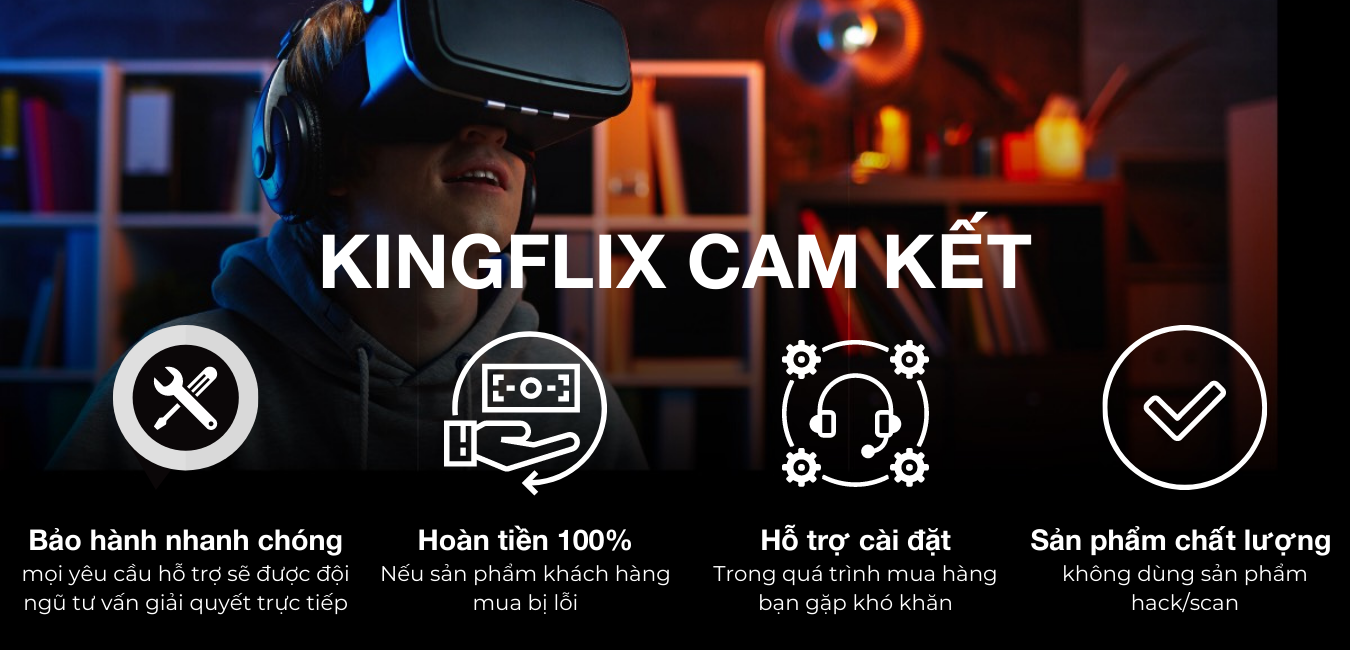 KINGFLIX CAM KẾT
Bảo hành nhanh chóng
mọi yêu cầu hỗ trợ sẽ được đội
ngũ tư vấn giải quyết trực tiếp
Hoàn tiền 100%
Nếu sản phẩm khách hàng
mua bị lỗi
Hỗ trợ cài đặt
Trong quá trình mua hàng
bạn gặp khó khăn
Sản phẩm chất lượng
không dùng sản phẩm
hack/scan